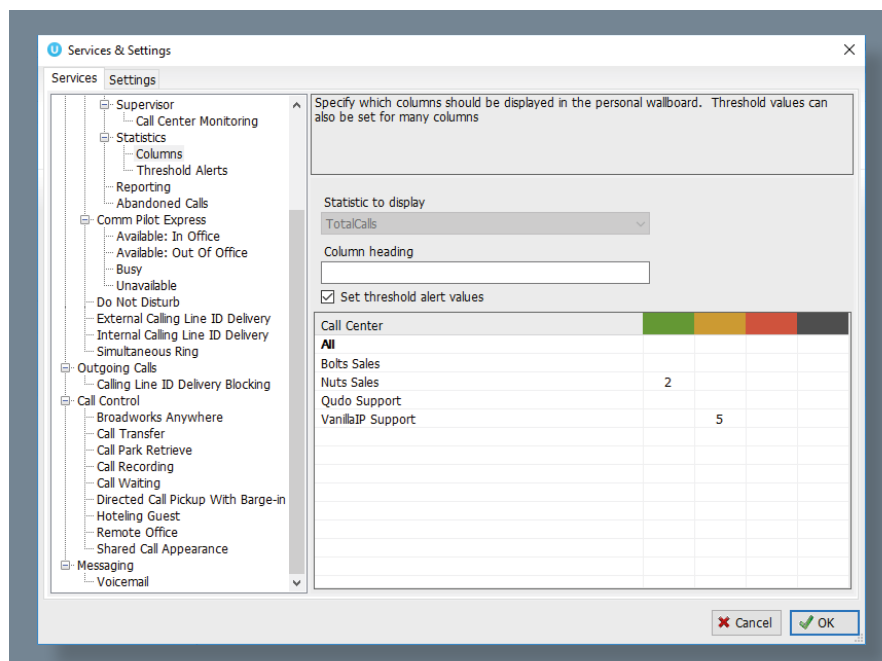 Services & Settings
Services Settings
Supervisor
Call Center Monitoring
Statistics
Columns
Threshold Alerts
Reporting
Abandoned Calls
Comm Pilot Express
Available: In Office
Available: Out Of Office
Busy
Unavailable
Do Not Disturb
External Calling Line ID Delivery
Internal Calling Line ID Delivery
Simultaneous Ring
Outgoing Calls
Calling Line ID Delivery Blocking
Call Control
Broadworks Anywhere
Call Transfer
Call Park Retrieve
Call Recording
Call Waiting
Directed Call Pickup With Barge-in
Hoteling Guest
Remote Office
Shared Call Appearance
Messaging
Voicemail
Specify which columns should be displayed in the personal wallboard. Threshold values can
also be set for many columns
Statistic to display
TotalCalls
Column heading
Set threshold alert values
Call Center
All
Bolts Sales
Nuts Sales 2
Qudo Support
VanillaIP Support 5
Cancel OK